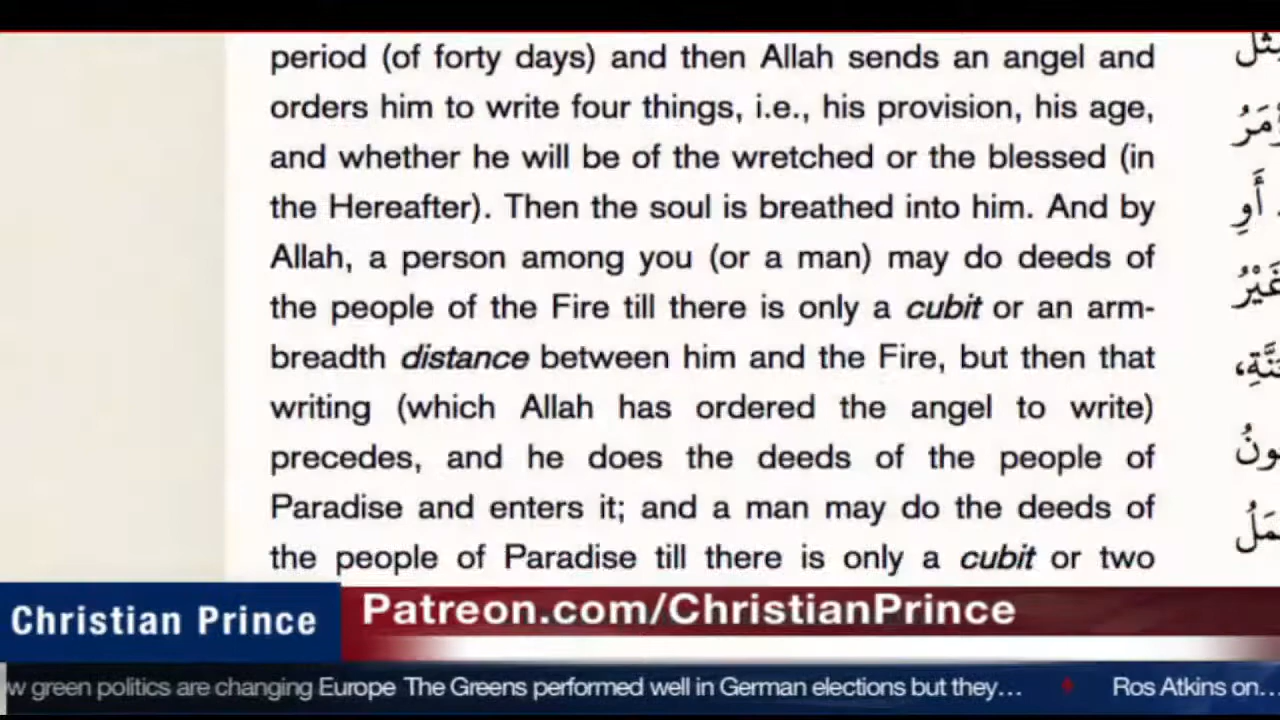 period (of forty days) and then Allah sends an angel and
orders him to write four things, i.e., his provision, his age,
and whether he will be of the wretched or the blessed (in
the Hereafter). Then the soul is breathed into him. And by
Allah, a person among you (or a man) may do deeds of
the people of the Fire till there is only a cubit or an arm-
breadth distance between him and the Fire, but then that
writing (which Allah has ordered the angel to write)
precedes, and he does the deeds of the people of
Paradise and enters it; and a man may do the deeds of
the people of Paradise till there is only a cubit or two
أَوِ
Christian Prince
Patreon.com/ChristianPrince
w green politics are changing Europe The Greens performed well in German elections but they… Ros Atkins on…